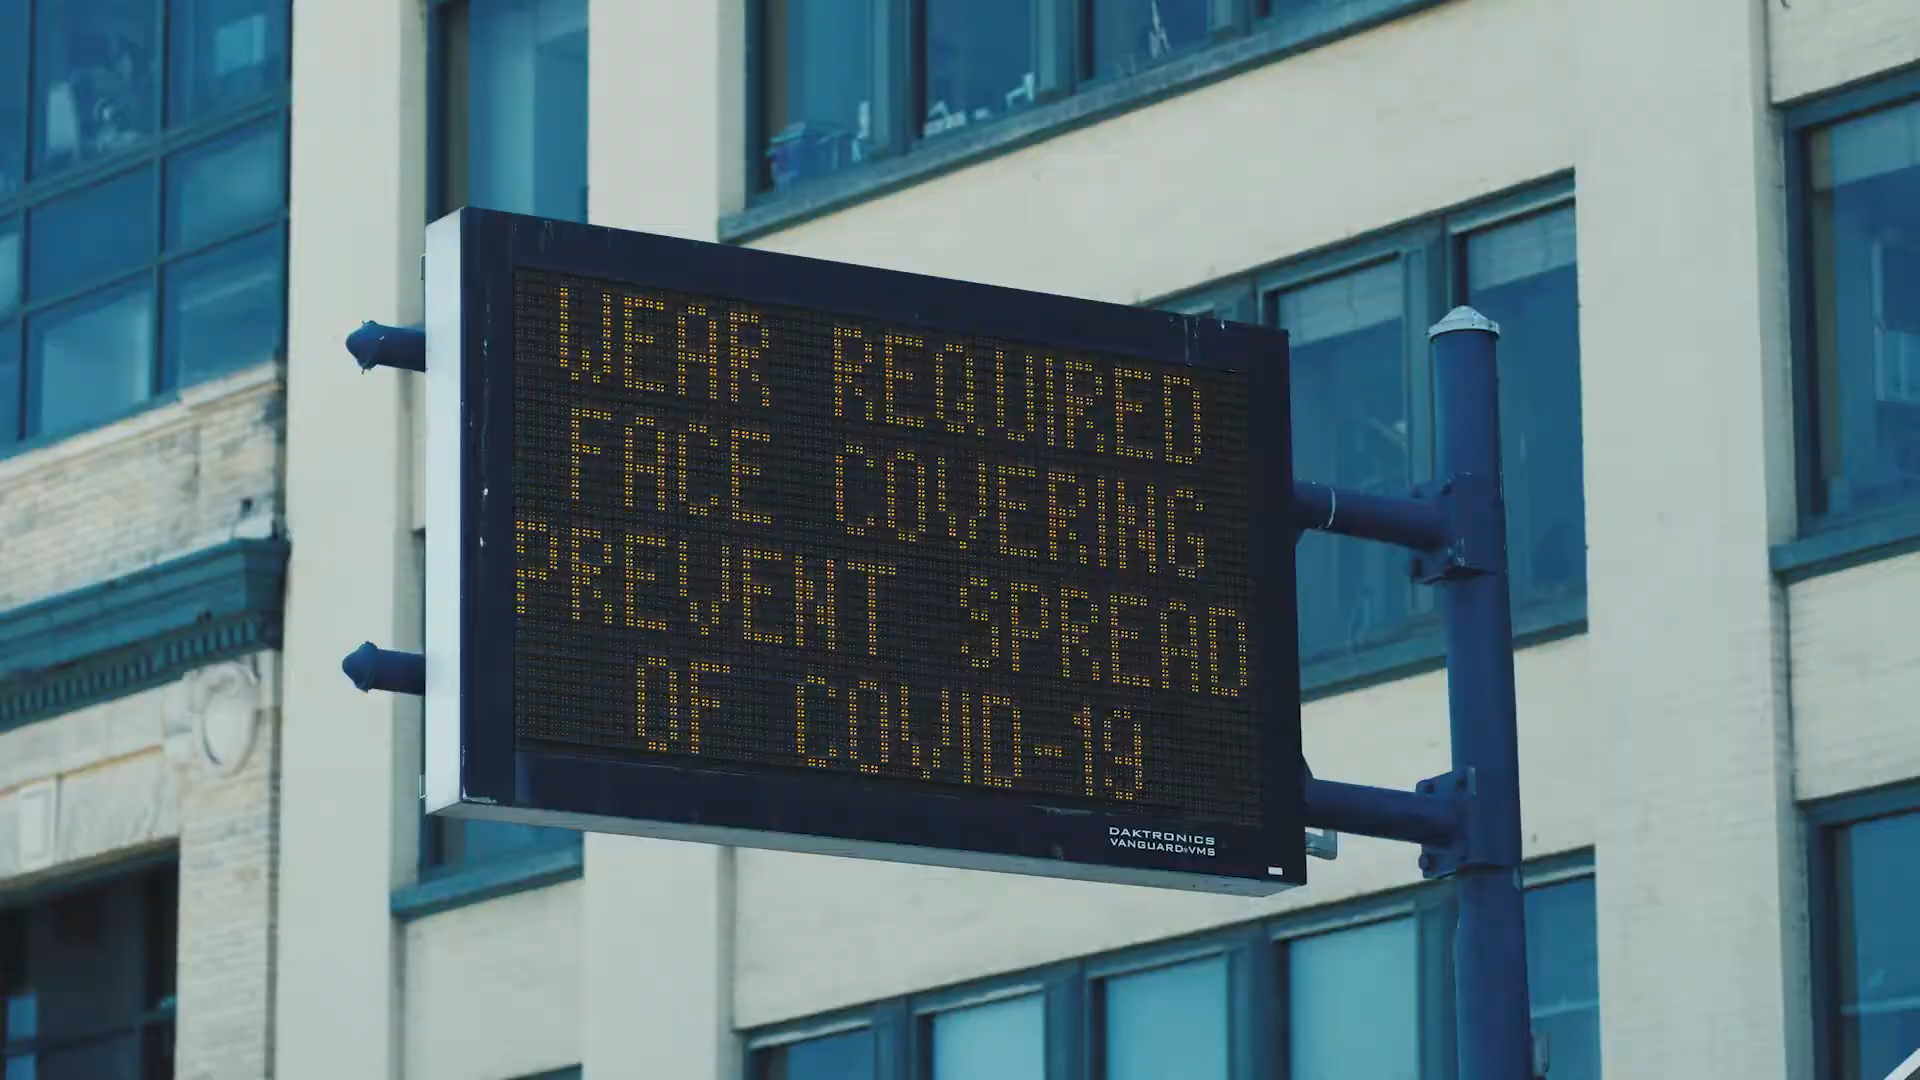 WEAR REQUIRED
FACE COVERING
PREVENT SPREAD
OF COVID-19
DAKTRONICS
VANGUARD VMS